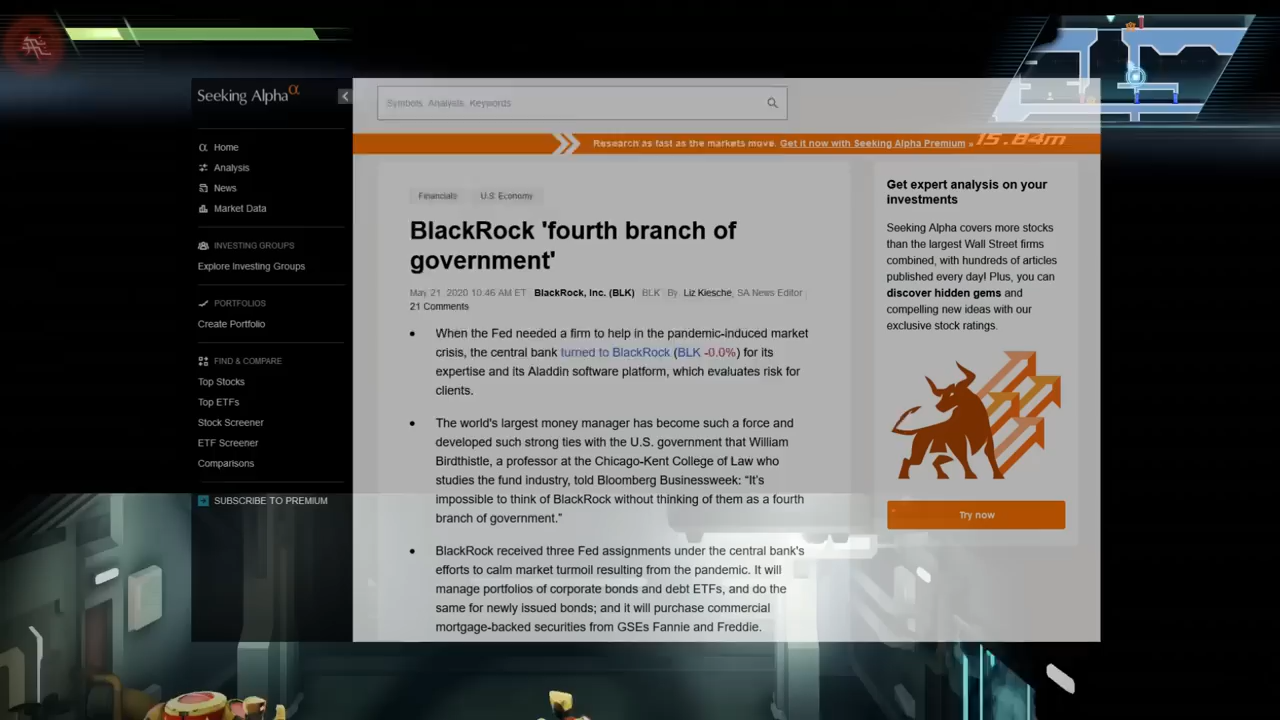 Seeking Alpha α
Symbols, Analysts, Keywords
Research as fast as the markets move. Get it now with Seeking Alpha Premium »
15.84m
Home
Analysis
News
Market Data
INVESTING GROUPS
Explore Investing Groups
PORTFOLIOS
Create Portfolio
FIND & COMPARE
Top Stocks
Top ETFs
Stock Screener
ETF Screener
Comparisons
SUBSCRIBE TO PREMIUM
Financials U.S. Economy
BlackRock 'fourth branch of
government'
May 21, 2020 10:46 AM ET BlackRock, Inc. (BLK) BLK By Liz Kiesche, SA News Editor
21 Comments
When the Fed needed a firm to help in the pandemic-induced market
crisis, the central bank turned to BlackRock (BLK -0.0%) for its
expertise and its Aladdin software platform, which evaluates risk for
clients.
The world's largest money manager has become such a force and
developed such strong ties with the U.S. government that William
Birdthistle, a professor at the Chicago-Kent College of Law who
studies the fund industry, told Bloomberg Businessweek: “It’s
impossible to think of BlackRock without thinking of them as a fourth
branch of government.”
BlackRock received three Fed assignments under the central bank's
efforts to calm market turmoil resulting from the pandemic. It will
manage portfolios of corporate bonds and debt ETFs, and do the
same for newly issued bonds; and it will purchase commercial
mortgage-backed securities from GSEs Fannie and Freddie.
Get expert analysis on your
investments
Seeking Alpha covers more stocks
than the largest Wall Street firms
combined, with hundreds of articles
published every day! Plus, you can
discover hidden gems and
compelling new ideas with our
exclusive stock ratings.
Try now